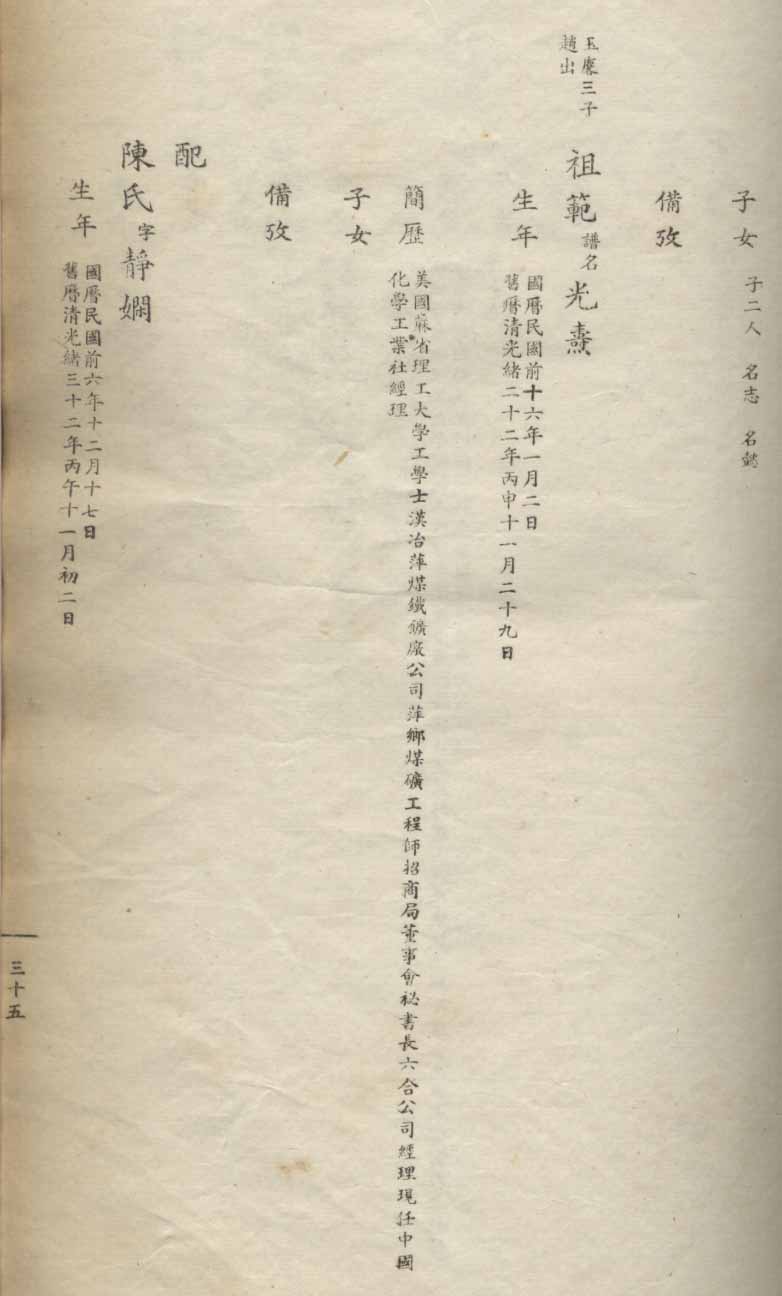 子女 子二人 名志 名懿
備攷
玉麐三子
趙出
祖範 譜名 光燾
生年
國曆民國前十六年一月二日
舊曆清光緒二十二年丙申十一月二十九日
簡歷
美國蔴省理工大學工學士漢冶萍煤鐵鑛廠公司萍鄉煤礦工程師招商局董事會祕書長六合公司經理現任中國
化學工業社經理
子女
備攷
配
陳氏 字 靜嫻
生年
國曆民國前六年十二月十七日
舊曆清光緒三十二年丙午十一月初二日
三十五